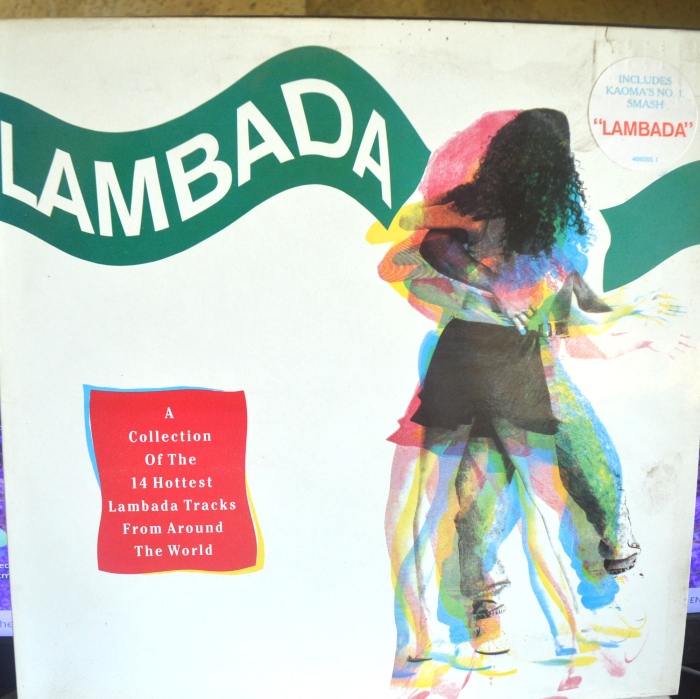 LAMBADA
INCLUDES
KAOMA'S NO. 1
SMASH
"LAMBADA"
A
Collection
Of The
14 Hottest
Lambada Tracks
From Around
The World